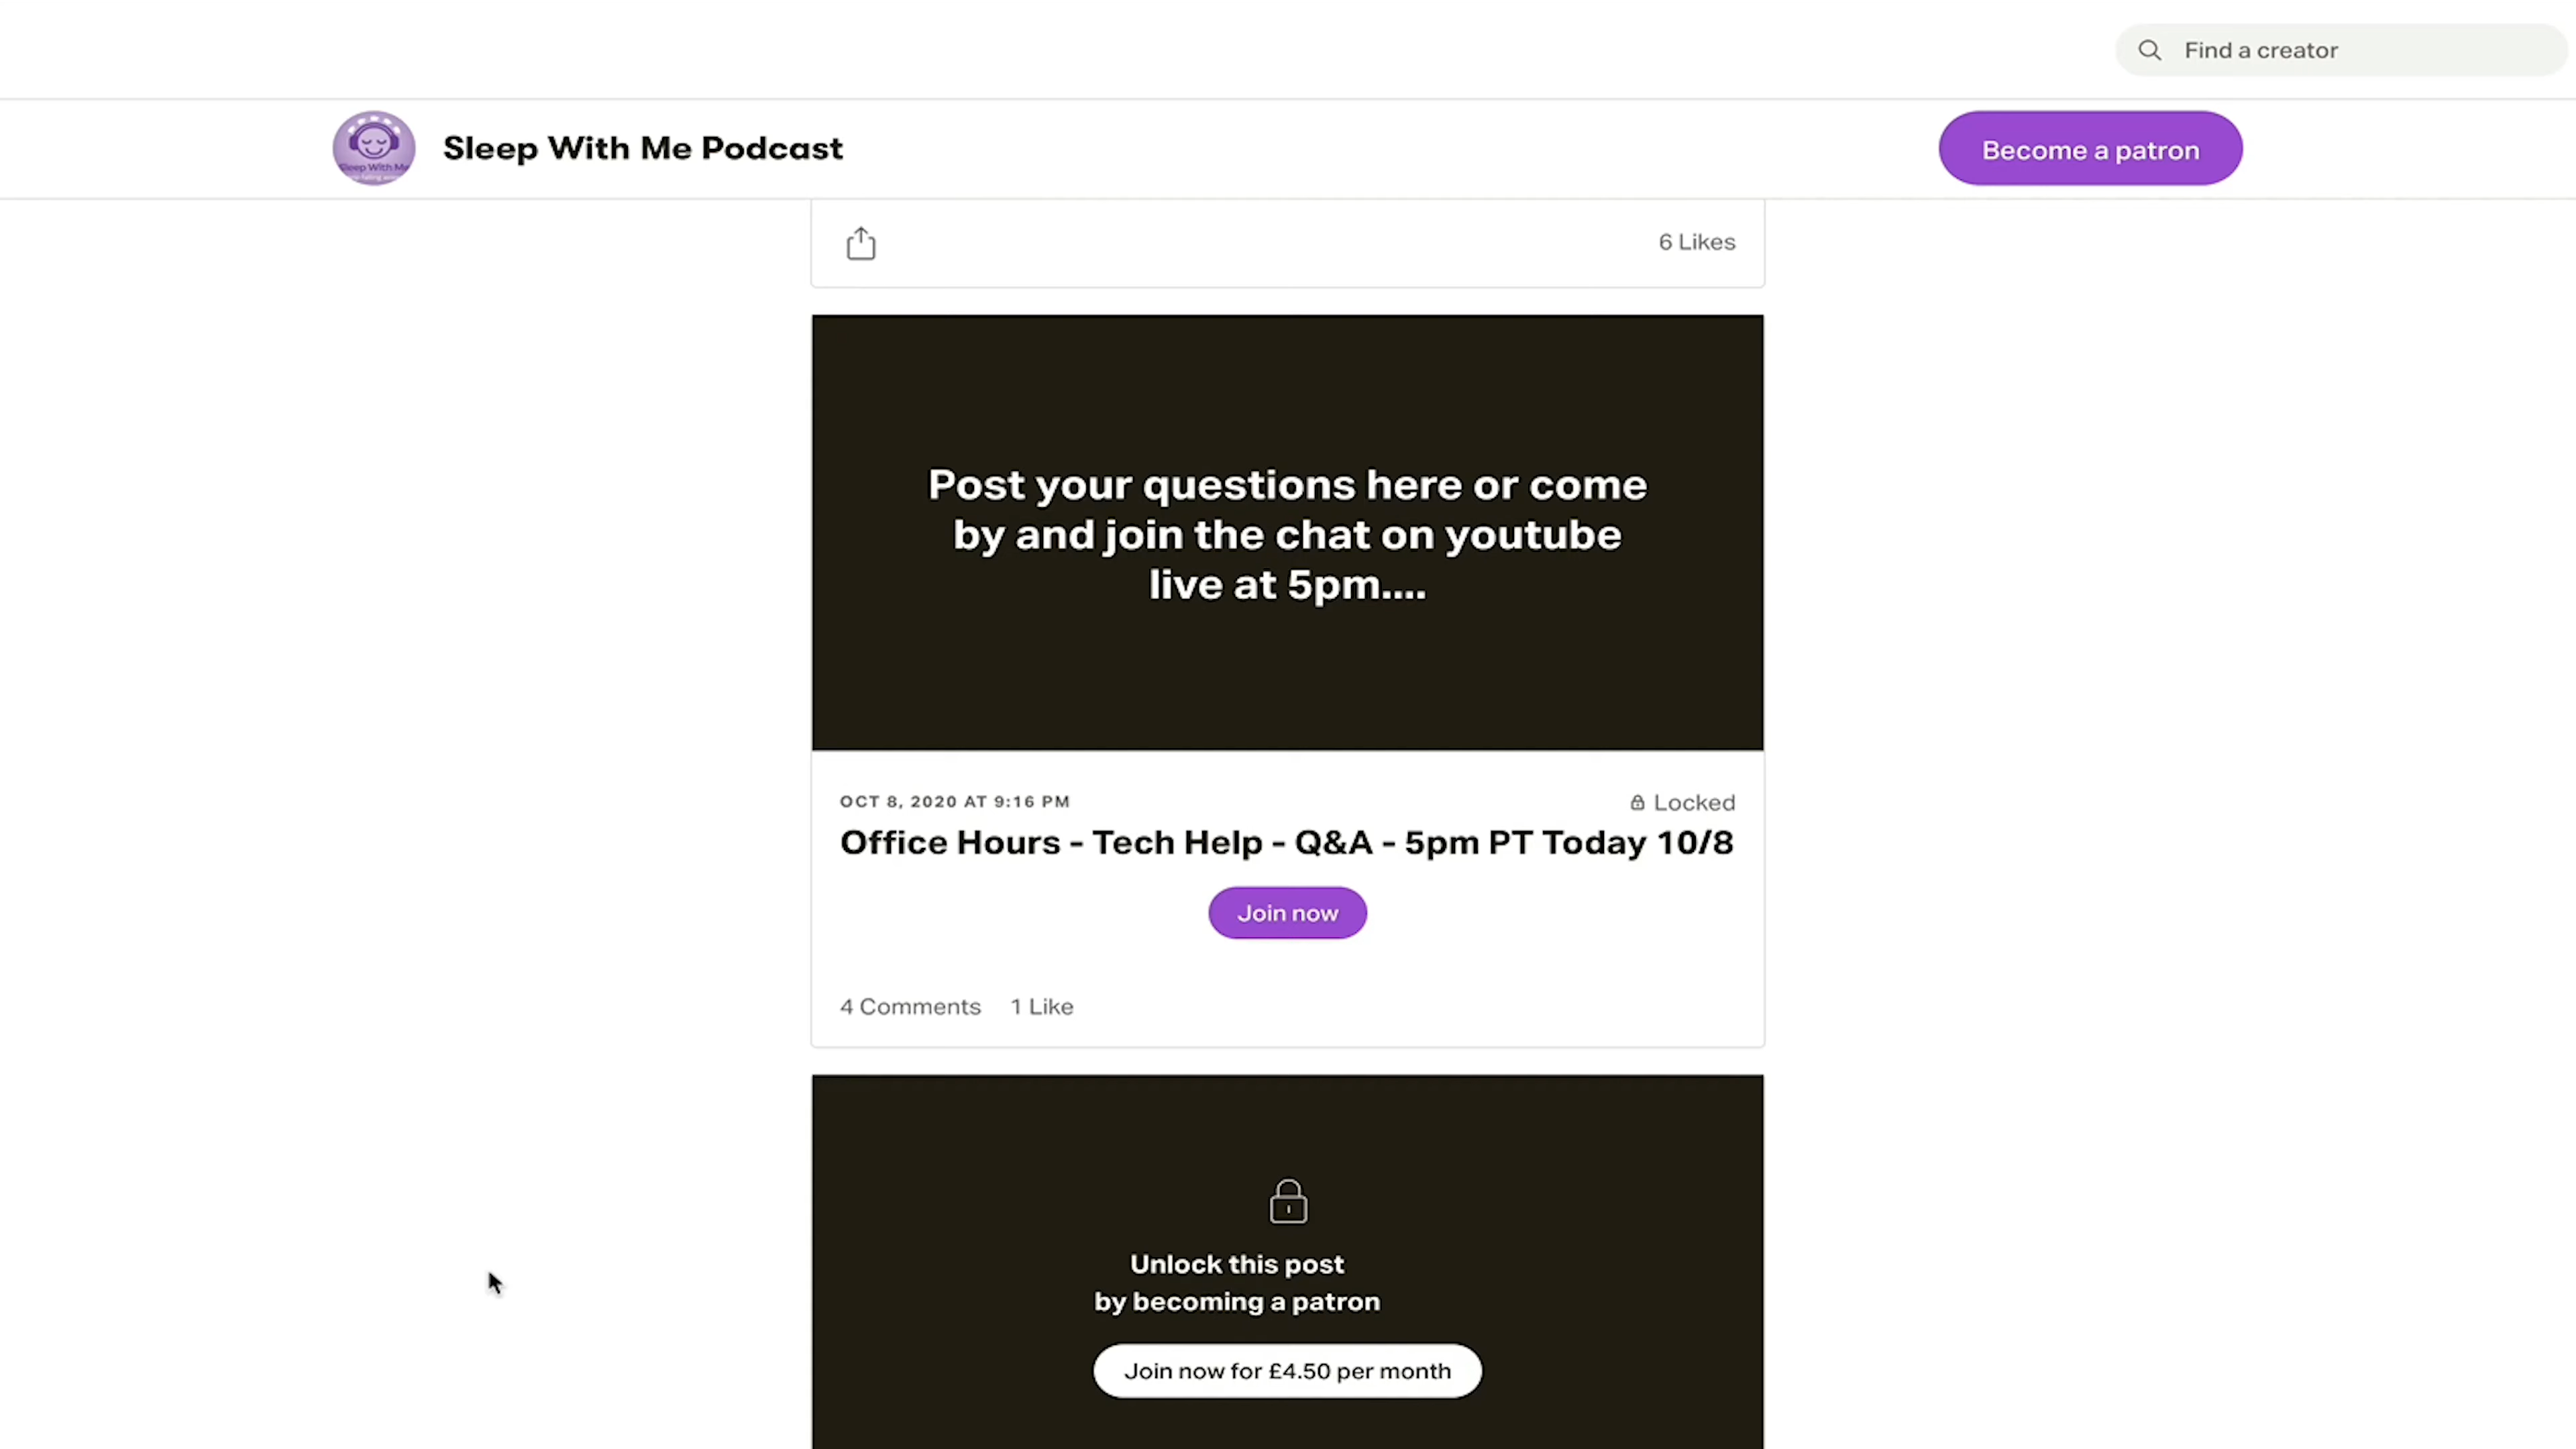 Find a creator
Sleep With Me
Sleep With Me Podcast
Become a patron
6 Likes
Post your questions here or come
by and join the chat on youtube
live at 5pm....
OCT 8, 2020 AT 9:16 PM
Locked
Office Hours - Tech Help - Q&A - 5pm PT Today 10/8
Join now
4 Comments
1 Like
Unlock this post
by becoming a patron
Join now for £4.50 per month